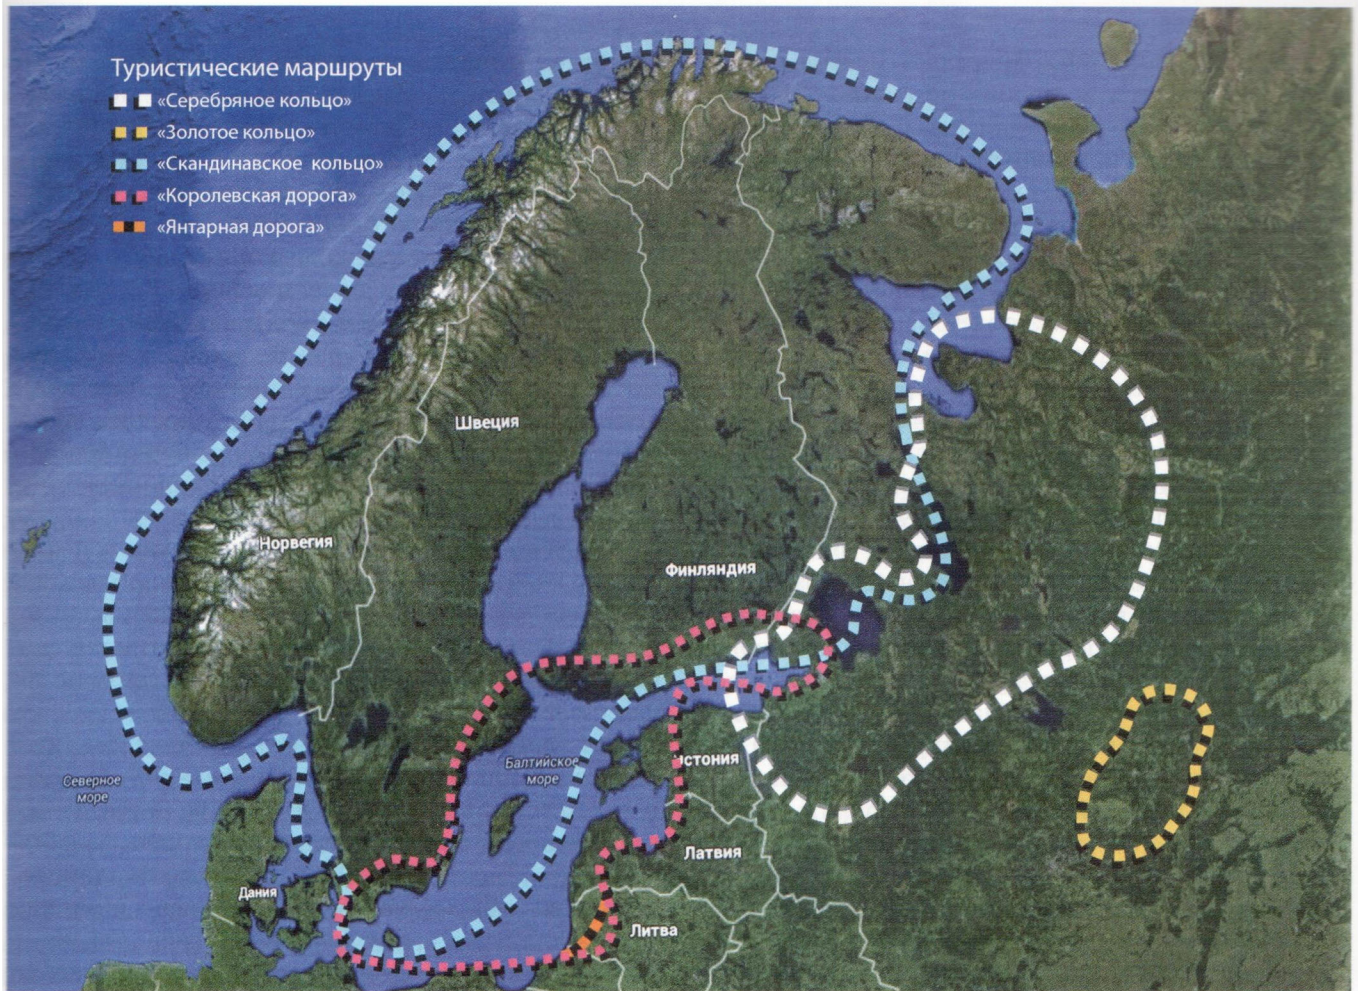 Туристические маршруты
«Серебряное кольцо»
«Золотое кольцо»
«Скандинавское кольцо»
«Королевская дорога»
«Янтарная дорога»
Швеция
Норвегия
Финляндия
Балтийское
море
стония
Северное
море
Латвия
Дания
Литва